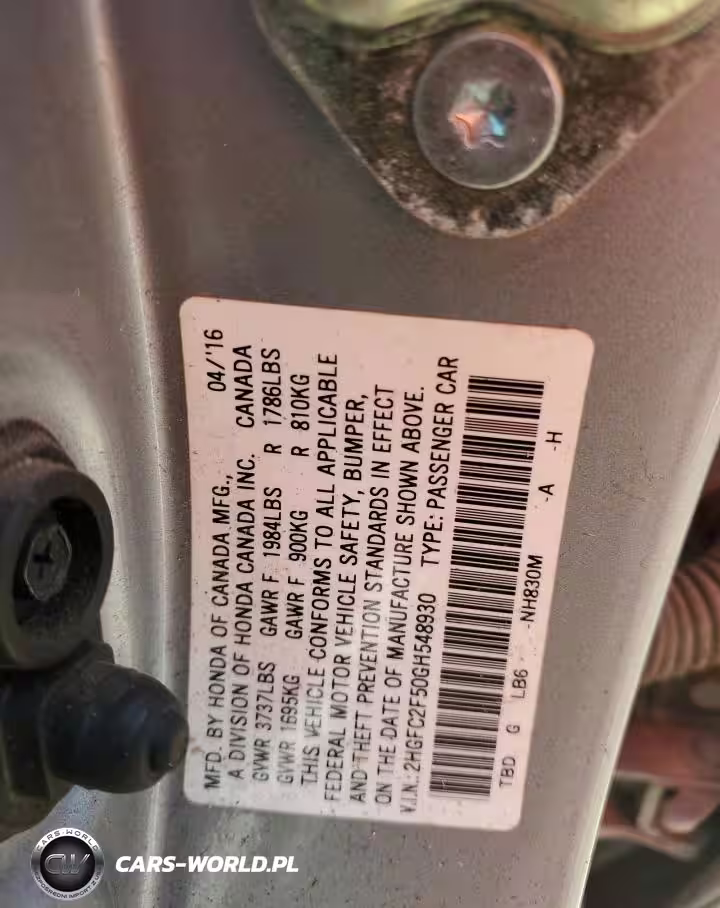 MFD. BY HONDA OF CANADA MFG., 04/'16
A DIVISION OF HONDA CANADA INC. CANADA
GVWR 3737LBS GAWR F 1984LBS R 1786LBS
GVWR 1695KG GAWR F 900KG R 810KG
THIS VEHICLE CONFORMS TO ALL APPLICABLE
FEDERAL MOTOR VEHICLE SAFETY, BUMPER,
AND THEFT PREVENTION STANDARDS IN EFFECT
ON THE DATE OF MANUFACTURE SHOWN ABOVE.
V.I.N.: 2HGFC2F50GH548930 TYPE: PASSENGER CAR
TBD G LB6 -NH830M -A -H
CARS-WORLD
CW
CARS-WORLD.PL